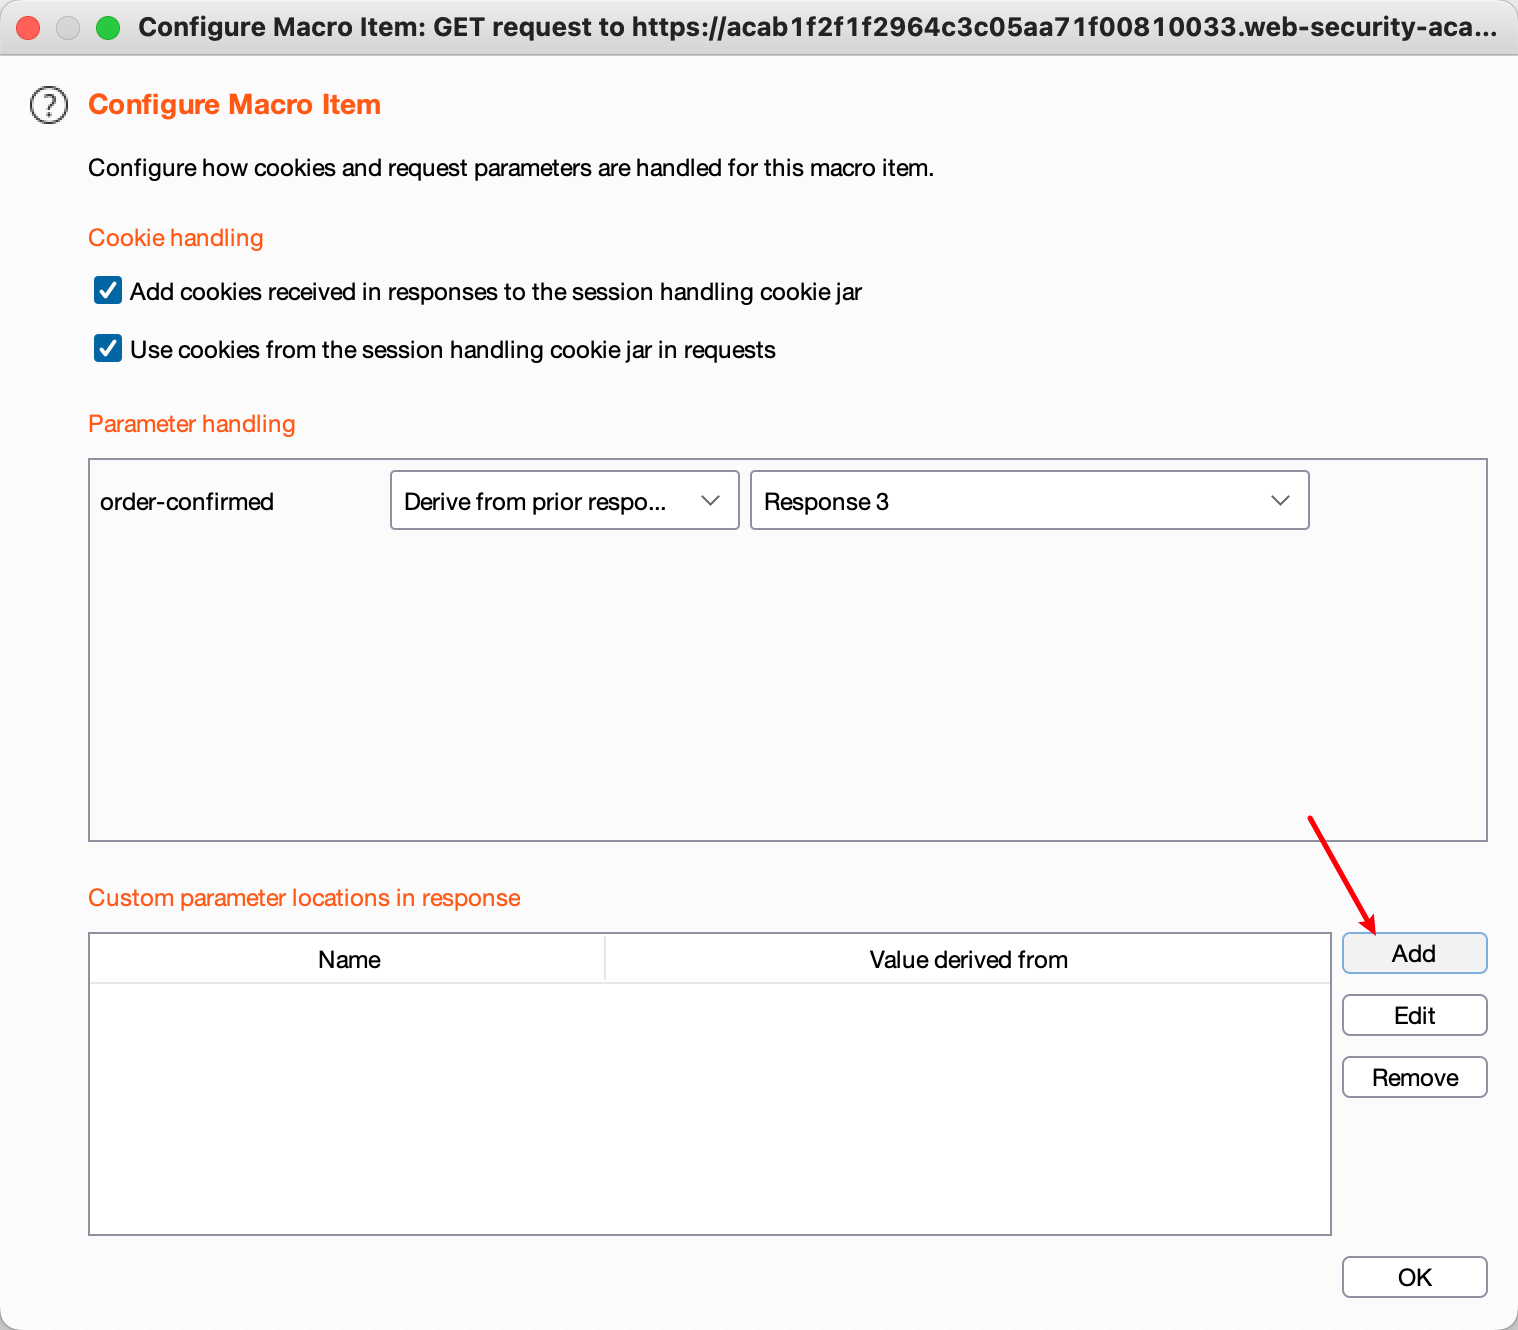 Configure Macro Item: GET request to https://acab1f2f1f2964c3c05aa71f00810033.web-security-aca...
?
Configure Macro Item
Configure how cookies and request parameters are handled for this macro item.
Cookie handling
Add cookies received in responses to the session handling cookie jar
Use cookies from the session handling cookie jar in requests
Parameter handling
order-confirmed Derive from prior respo... Response 3
Custom parameter locations in response
Name Value derived from
Add
Edit
Remove
OK